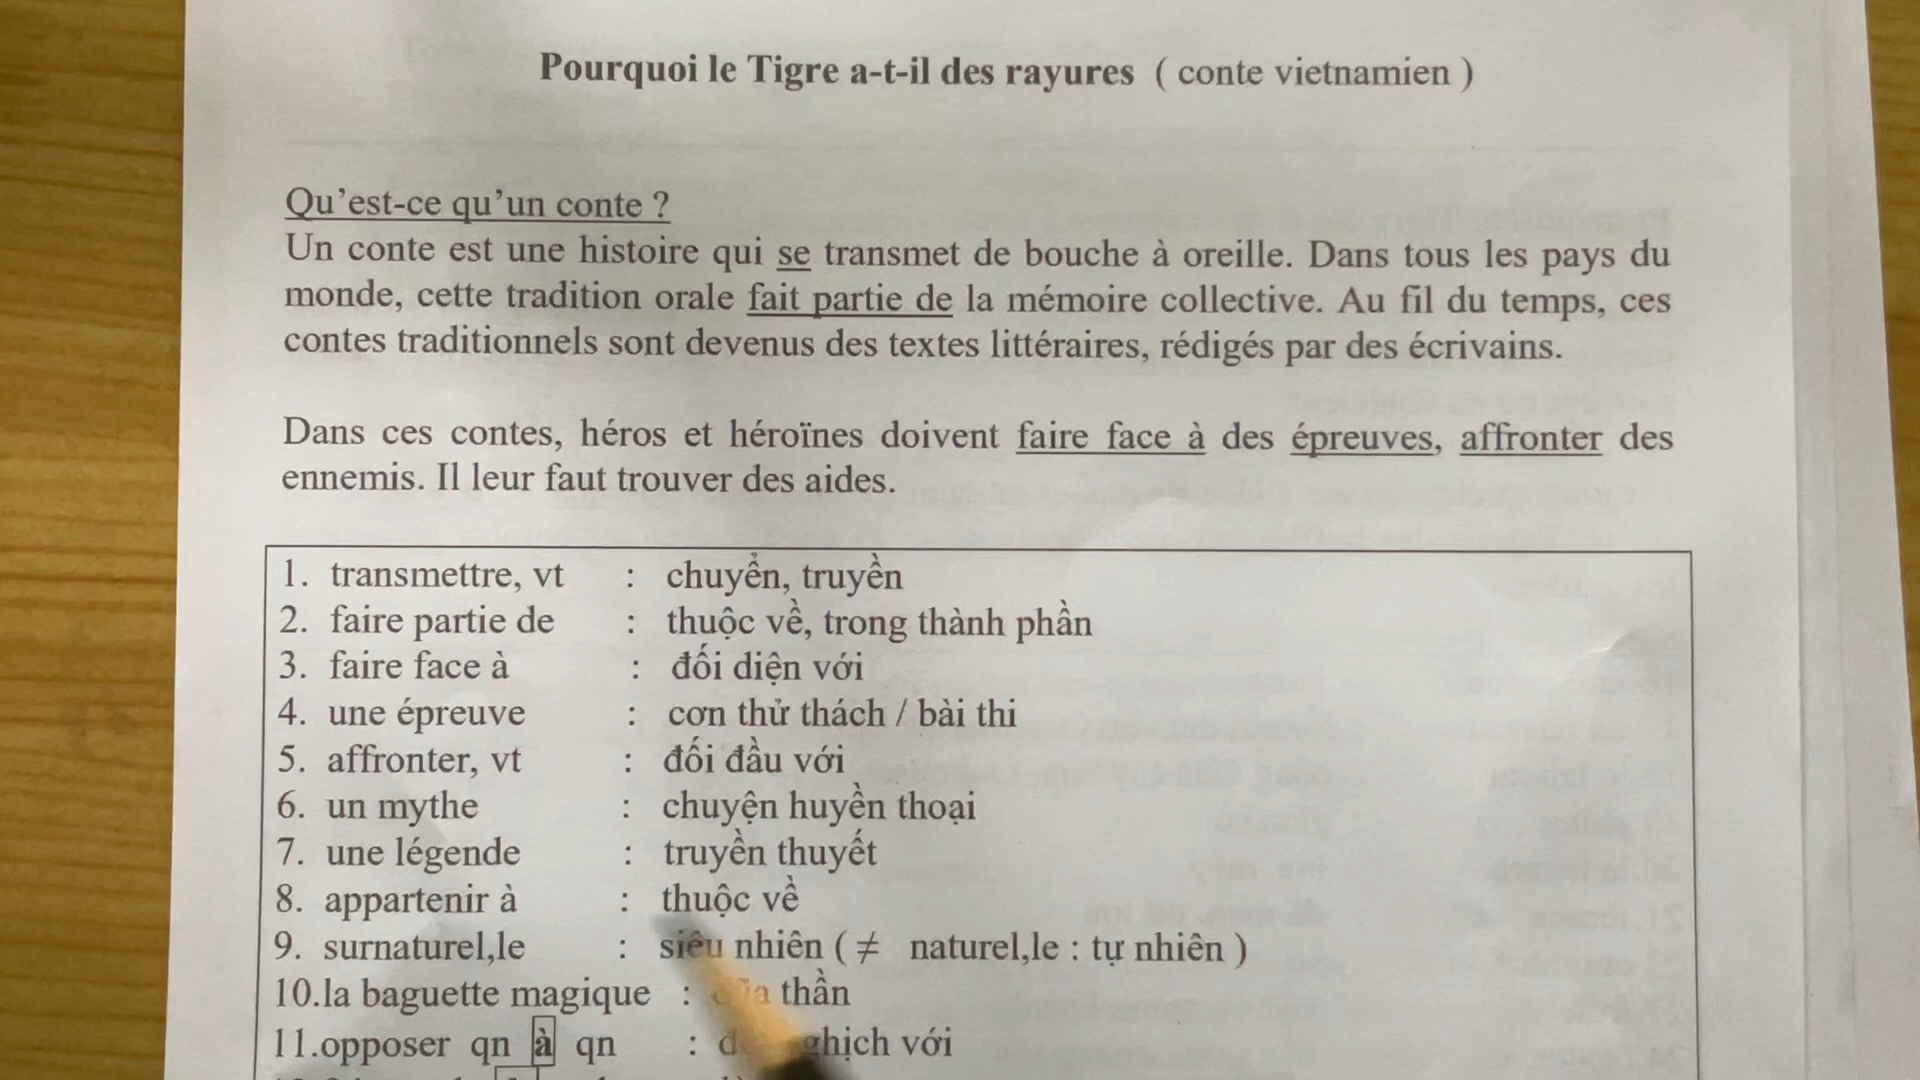 Pourquoi le Tigre a-t-il des rayures ( conte vietnamien )
Qu'est-ce qu'un conte ?
Un conte est une histoire qui se transmet de bouche à oreille. Dans tous les pays du
monde, cette tradition orale fait partie de la mémoire collective. Au fil du temps, ces
contes traditionnels sont devenus des textes littéraires, rédigés par des écrivains.
Dans ces contes, héros et héroïnes doivent faire face à des épreuves, affronter des
ennemis. Il leur faut trouver des aides.
1. transmettre, vt : chuyển, truyền
2. faire partie de : thuộc về, trong thành phần
3. faire face à : đối diện với
4. une épreuve : cơn thử thách / bài thi
5. affronter, vt : đối đầu với
6. un mythe : chuyện huyền thoại
7. une légende : truyền thuyết
8. appartenir à : thuộc về
9. surnaturel,le : siêu nhiên ( ≠ naturel,le : tự nhiên )
10.la baguette magique : thần
11.opposer qn à qn : với